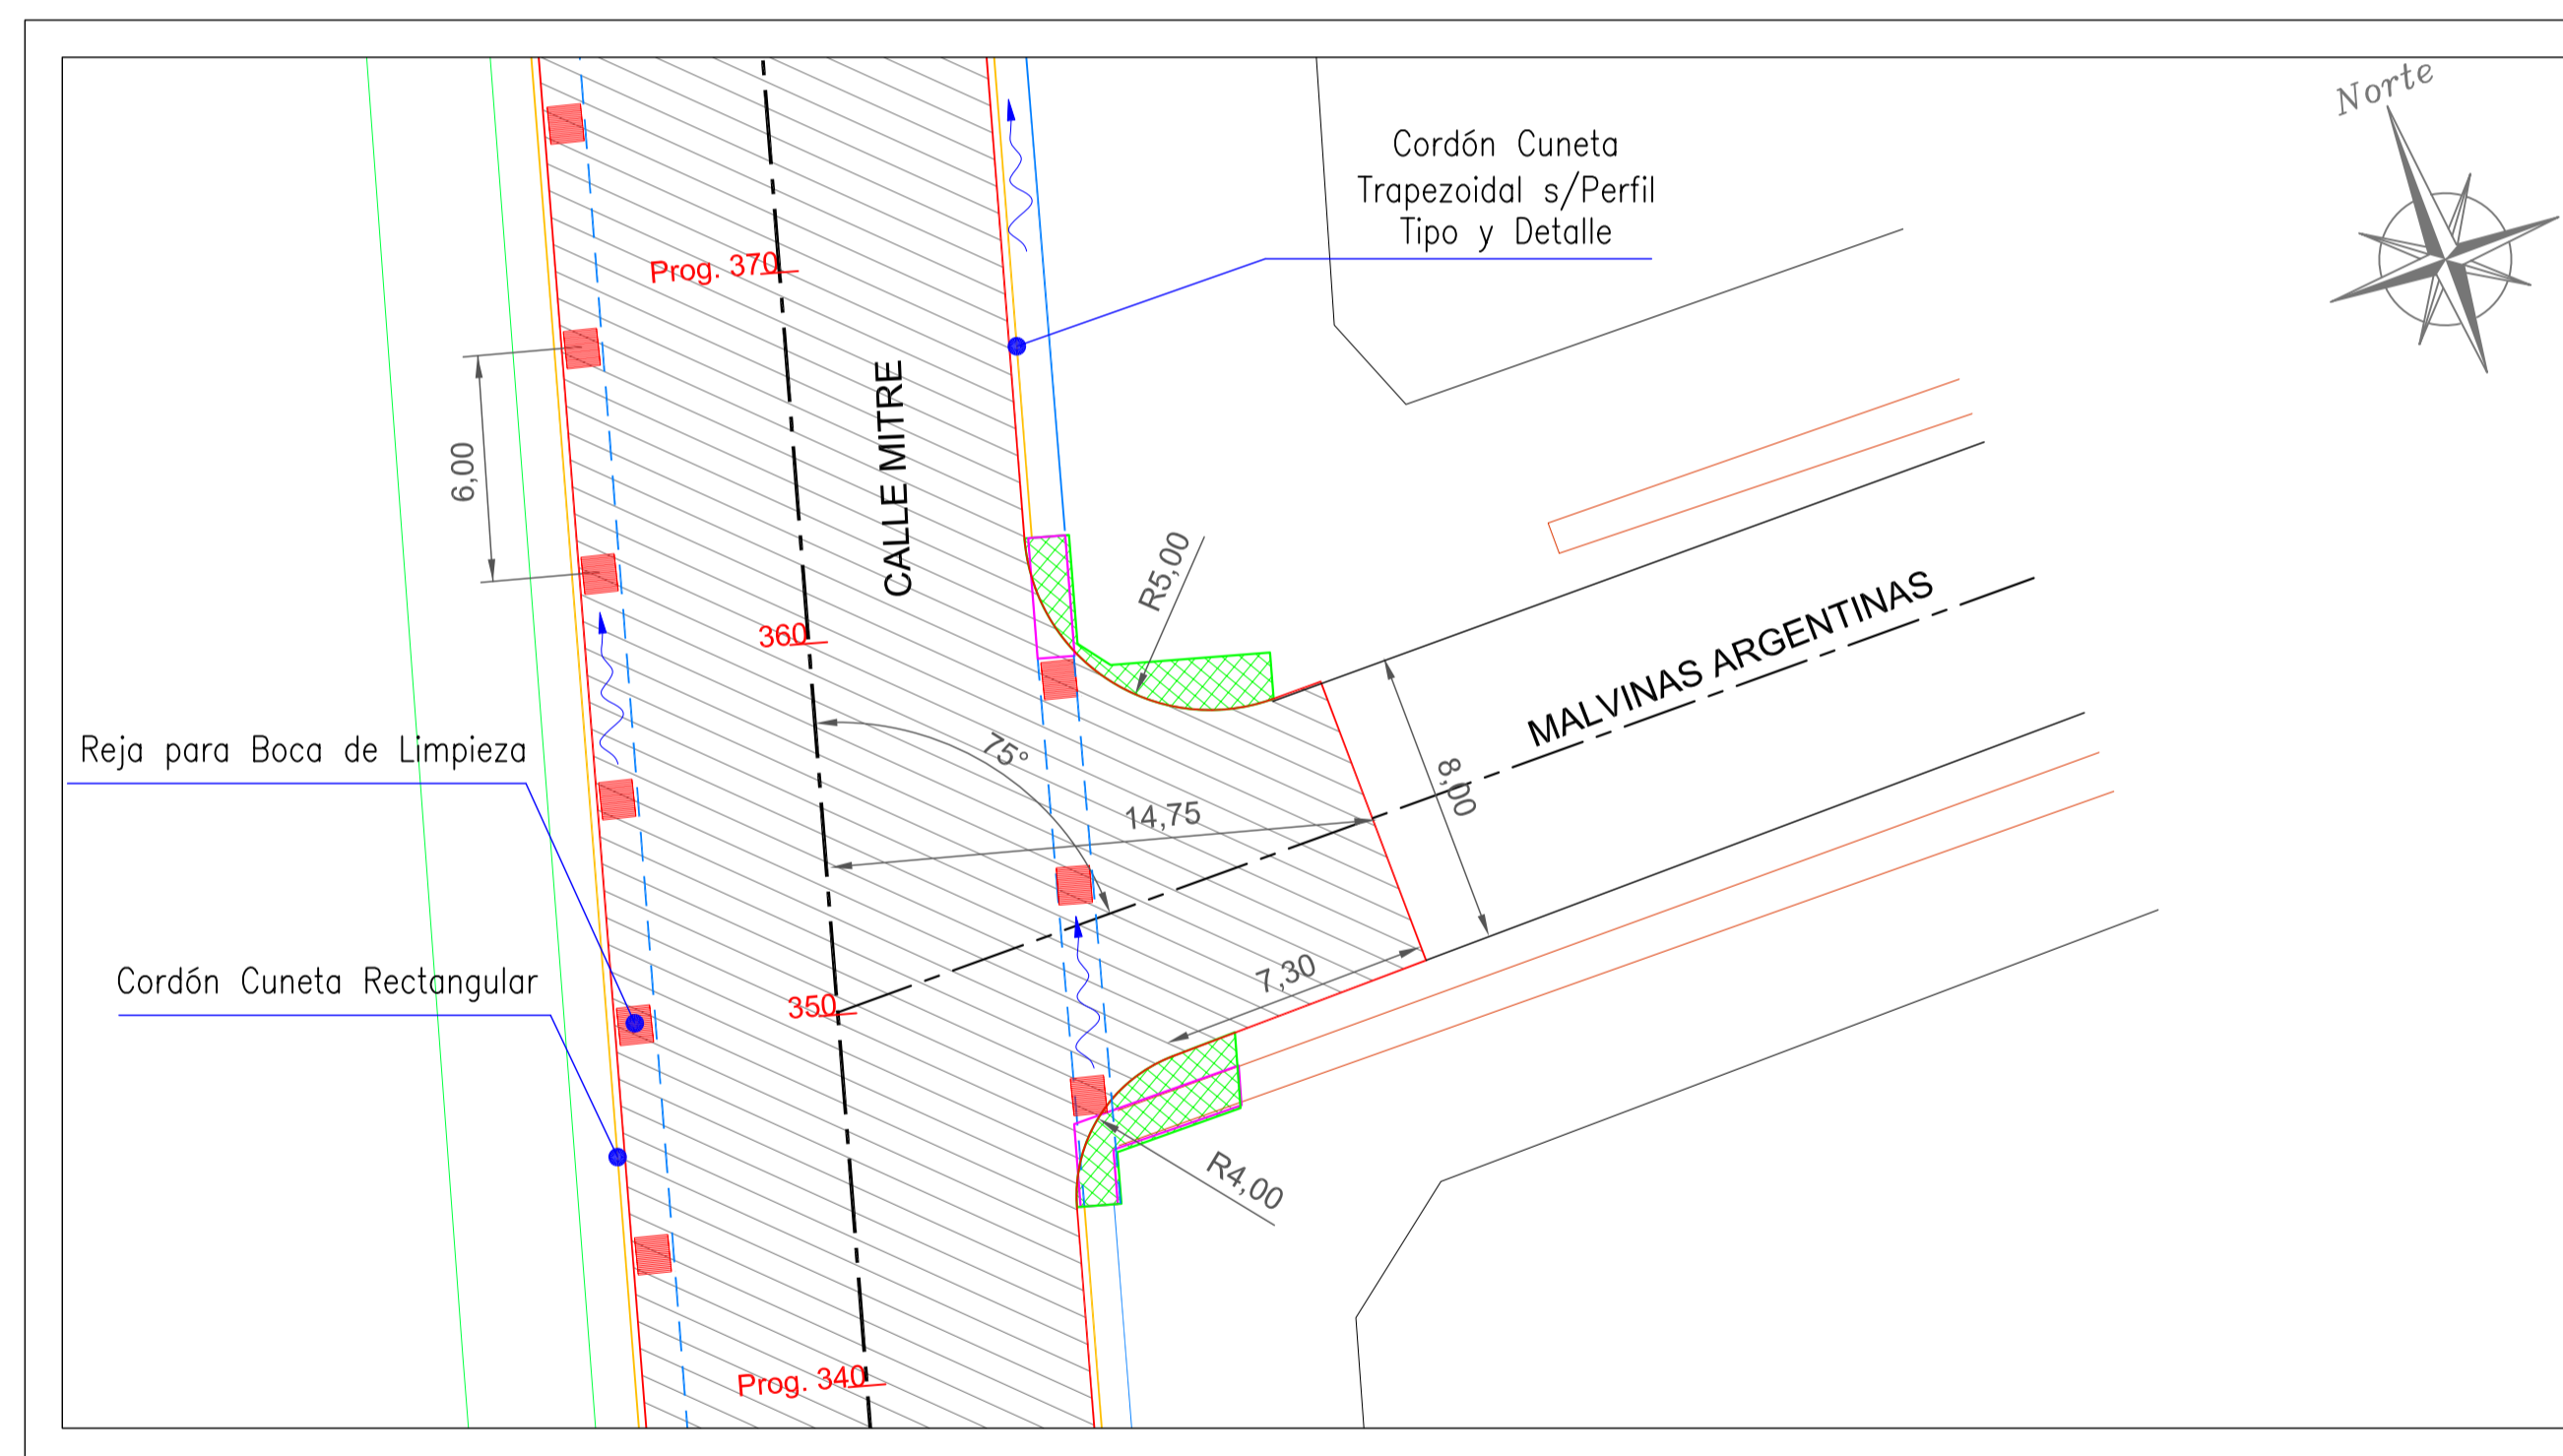 Norte
Cordón Cuneta
Trapezoidal s/Perfil
Tipo y Detalle
Prog. 370
CALLE MITRE
6,00
R5,00
360
MALVINAS ARGENTINAS
75°
Reja para Boca de Limpieza
14,75
8,00
7,30
Cordón Cuneta Rectangular
350
R4,00
Prog. 340